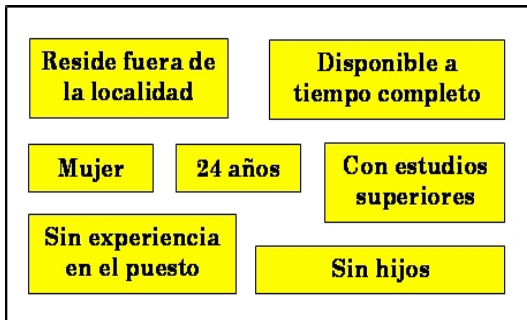 Reside fuera de
la localidad
Disponible a
tiempo completo
Mujer
24 años
Con estudios
superiores
Sin experiencia
en el puesto
Sin hijos